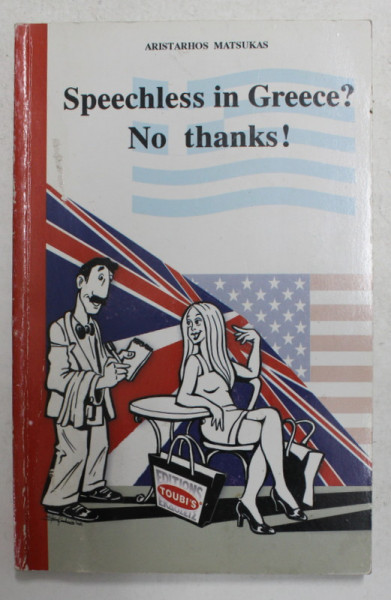 ARISTARHOS MATSUKAS
Speechless in Greece?
No thanks!
EDITIONS
TOUBI'S